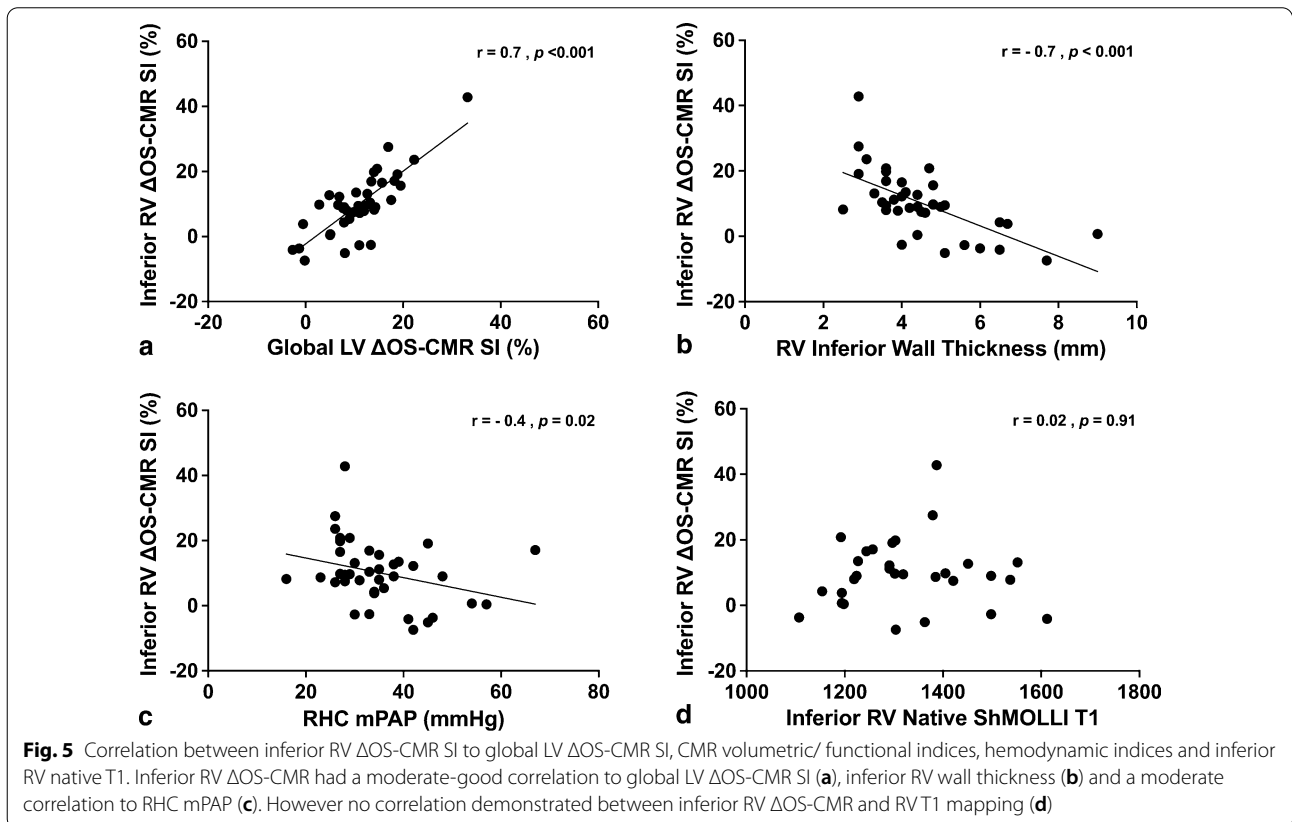 60
40
20
0
-20
Inferior RV ΔOS-CMR SI (%)
r = 0.7 , p <0.001
-20 0 20 40 60
Global LV ΔOS-CMR SI (%)
a
60
40
20
0
-20
Inferior RV ΔOS-CMR SI (%)
r = - 0.7 , p < 0.001
0 2 4 6 8 10
RV Inferior Wall Thickness (mm)
b
60
40
20
0
-20
Inferior RV ΔOS-CMR SI (%)
r = - 0.4 , p = 0.02
0 20 40 60 80
RHC mPAP (mmHg)
c
60
40
20
0
-20
Inferior RV ΔOS-CMR SI (%)
r = 0.02 , p = 0.91
1000 1200 1400 1600 1800
Inferior RV Native ShMOLLI T1
d
Fig. 5 Correlation between inferior RV ΔOS-CMR SI to global LV ΔOS-CMR SI, CMR volumetric/ functional indices, hemodynamic indices and inferior
RV native T1. Inferior RV ΔOS-CMR had a moderate-good correlation to global LV ΔOS-CMR SI (a), inferior RV wall thickness (b) and a moderate
correlation to RHC mPAP (c). However no correlation demonstrated between inferior RV ΔOS-CMR and RV T1 mapping (d)